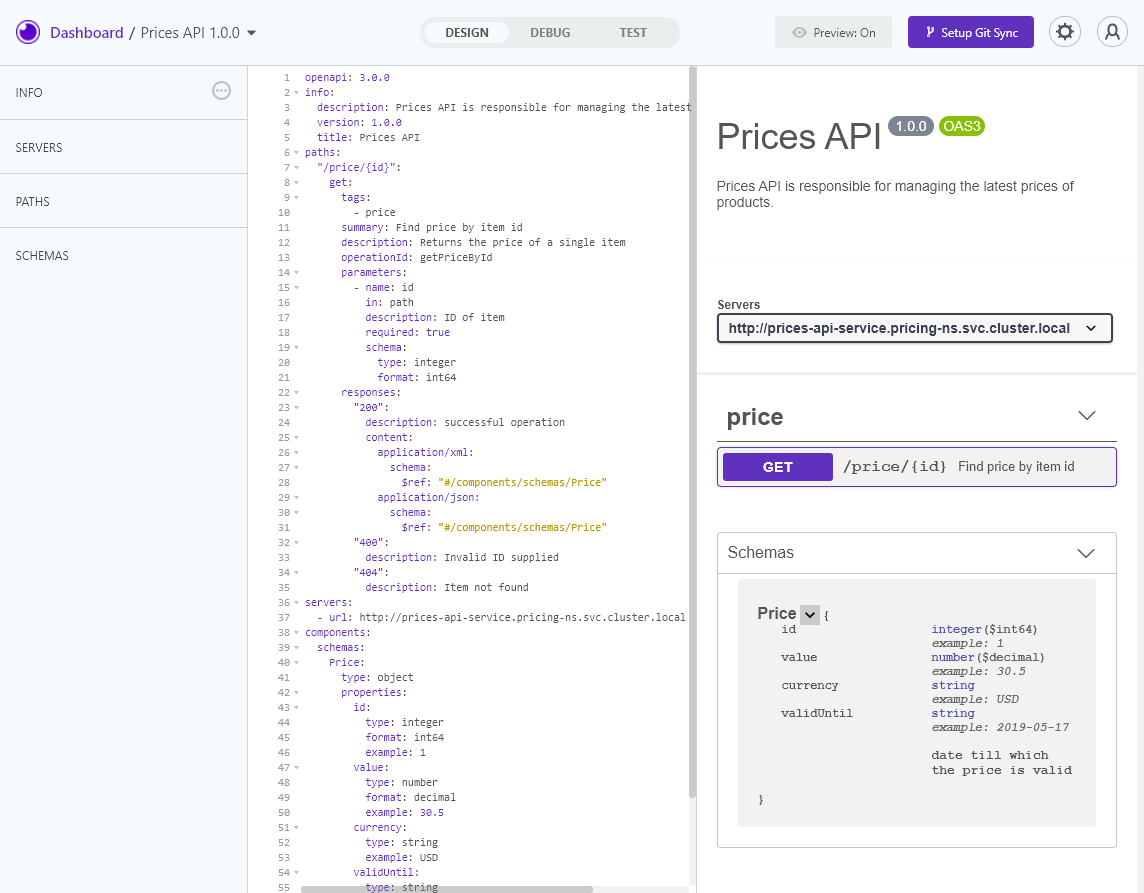 Dashboard / Prices API 1.0.0
DESIGN
DEBUG
TEST
Preview: On
Setup Git Sync
INFO
SERVERS
PATHS
SCHEMAS
1 openapi: 3.0.0
2 info:
3 description: Prices API is responsible for managing the latest
4 version: 1.0.0
5 title: Prices API
6 paths:
7 "/price/{id}":
8 get:
9 tags:
10 - price
11 summary: Find price by item id
12 description: Returns the price of a single item
13 operationId: getPriceById
14 parameters:
15 - name: id
16 in: path
17 description: ID of item
18 required: true
19 schema:
20 type: integer
21 format: int64
22 responses:
23 "200":
24 description: successful operation
25 content:
26 application/xml:
27 schema:
28 $ref: "#/components/schemas/Price"
29 application/json:
30 schema:
31 $ref: "#/components/schemas/Price"
32 "400":
33 description: Invalid ID supplied
34 "404":
35 description: Item not found
36 servers:
37 - url: http://prices-api-service.pricing-ns.svc.cluster.local
38 components:
39 schemas:
40 Price:
41 type: object
42 properties:
43 id:
44 type: integer
45 format: int64
46 example: 1
47 value:
48 type: number
49 format: decimal
50 example: 30.5
51 currency:
52 type: string
53 example: USD
54 validUntil:
55 type: string
Prices API 1.0.0 OAS3
Prices API is responsible for managing the latest prices of
products.
Servers
http://prices-api-service.pricing-ns.svc.cluster.local
price
GET /price/{id} Find price by item id
Schemas
Price {
id integer($int64)
example: 1
value number($decimal)
example: 30.5
currency string
example: USD
validUntil string
example: 2019-05-17
date till which
the price is valid
}